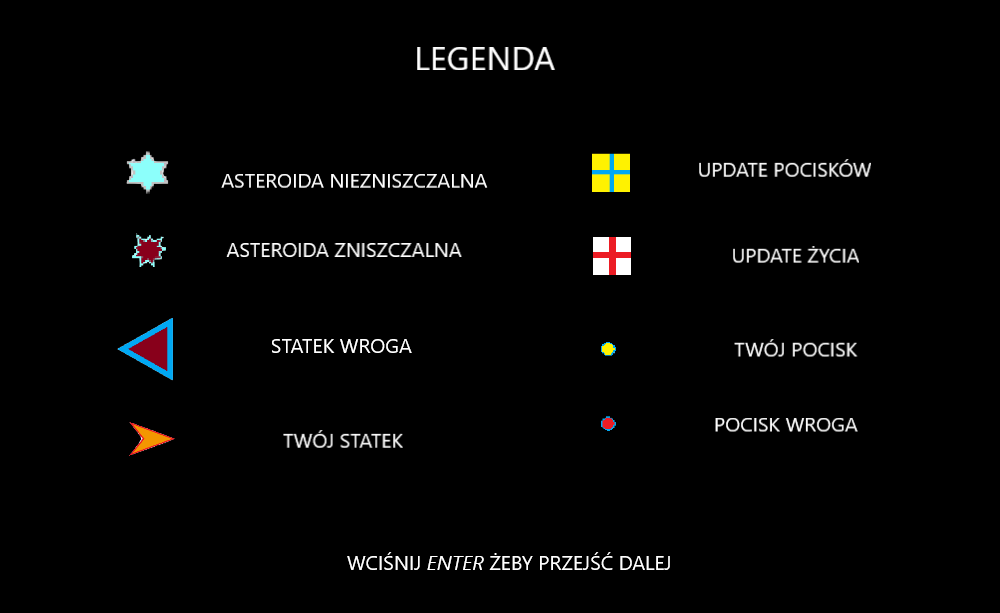 LEGENDA
ASTEROIDA NIEZNISZCZALNA
UPDATE POCISKÓW
ASTEROIDA ZNISZCZALNA
UPDATE ŻYCIA
STATEK WROGA
TWÓJ POCISK
TWÓJ STATEK
POCISK WROGA
WCIŚNIJ ENTER ŻEBY PRZEJŚĆ DALEJ